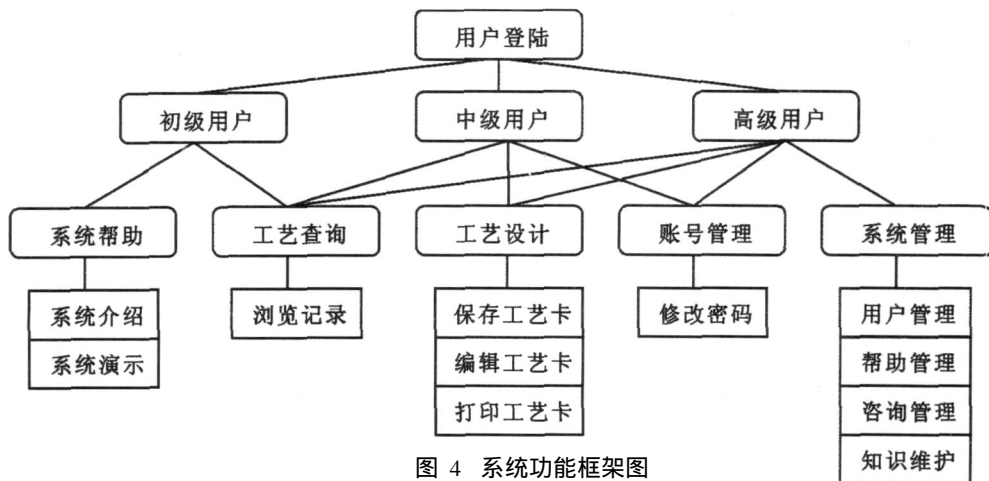 用户登陆
初级用户
中级用户
高级用户
系统帮助
工艺查询
工艺设计
账号管理
系统管理
系统介绍
浏览记录
保存工艺卡
修改密码
用户管理
系统演示
编辑工艺卡
帮助管理
打印工艺卡
咨询管理
知识维护
图 4 系统功能框架图